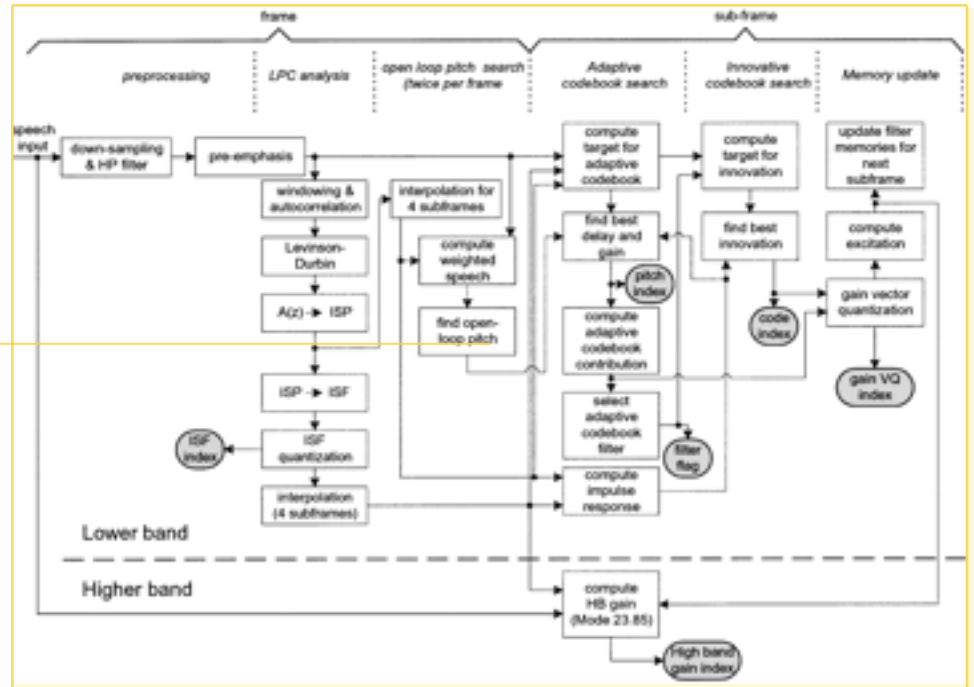 frame
sub-frame
preprocessing
LPC analysis
open loop pitch search
(twice per frame
Adaptive
codebook search
Innovative
codebook search
Memory update
speech
input
down-sampling
& HP filter
pre-emphasis
windowing &
autocorrelation
Levinson-
Durbin
A(z) → ISP
ISP → ISF
ISF
index
ISF
quantization
interpolation
(4 subframes)
interpolation for
4 subframes
compute
weighted
speech
find open-
loop pitch
compute
target for
adaptive
codebook
find best
delay and
gain
pitch
index
compute
adaptive
codebook
contribution
select
adaptive
codebook
filter
filter
flag
compute
impulse
response
compute
target for
innovation
find best
innovation
code
index
update filter
memories for
next
subframe
compute
excitation
gain vector
quantization
gain VQ
index
Lower band
Higher band
compute
HB gain
(Mode 23.85)
High band
gain index